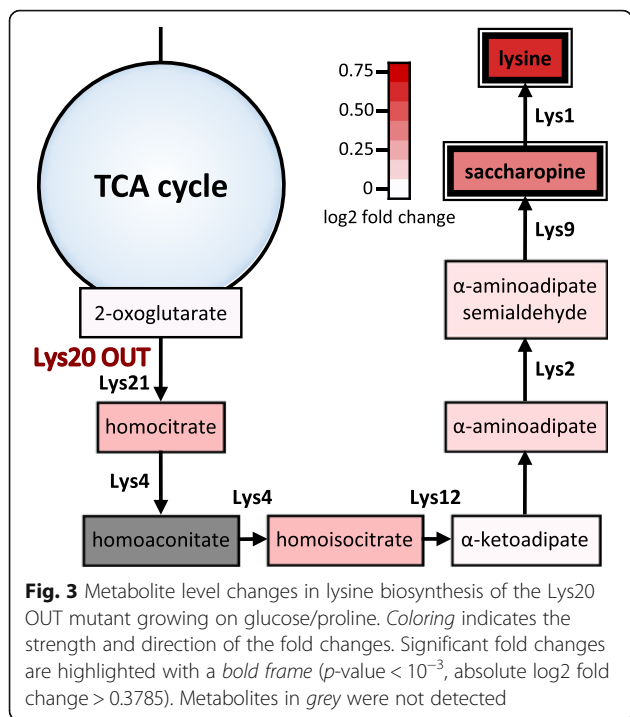 TCA cycle
2-oxoglutarate
Lys20 OUT
Lys21
homocitrate
Lys4
homoaconitate
Lys4
homoisocitrate
Lys12
α-ketoadipate
α-aminoadipate
Lys2
α-aminoadipate
semialdehyde
Lys9
saccharopine
Lys1
lysine
0.75
0.50
0.25
0
log2 fold change
Fig. 3 Metabolite level changes in lysine biosynthesis of the Lys20
OUT mutant growing on glucose/proline. Coloring indicates the
strength and direction of the fold changes. Significant fold changes
are highlighted with a bold frame (p-value < 10⁻³, absolute log2 fold
change > 0.3785). Metabolites in grey were not detected